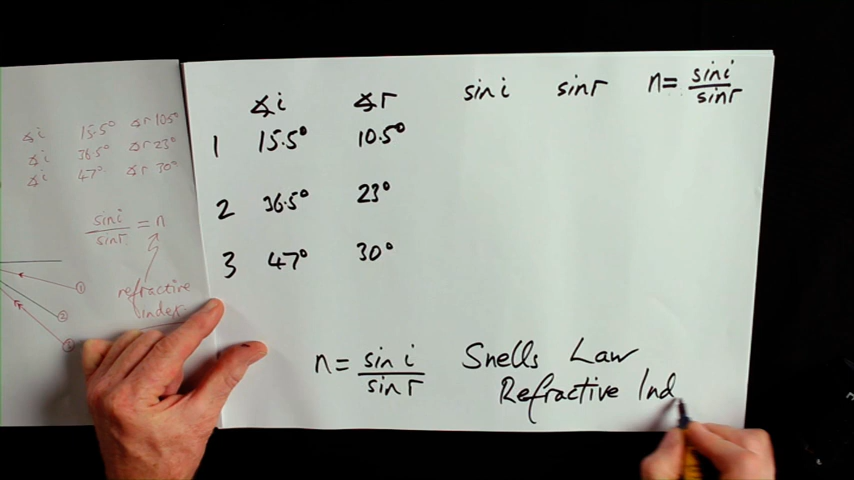 ∡i 15.5° ∡r 10.5°
∡i 36.5° ∡r 23°
∡i 47° ∡r 30°
sin i / sin r = n
refractive
index
1
2
3
∡i ∡r sin i sin r n = sin i / sin r
1 15.5° 10.5°
2 36.5° 23°
3 47° 30°
n = sin i / sin r Snells Law
Refractive Ind